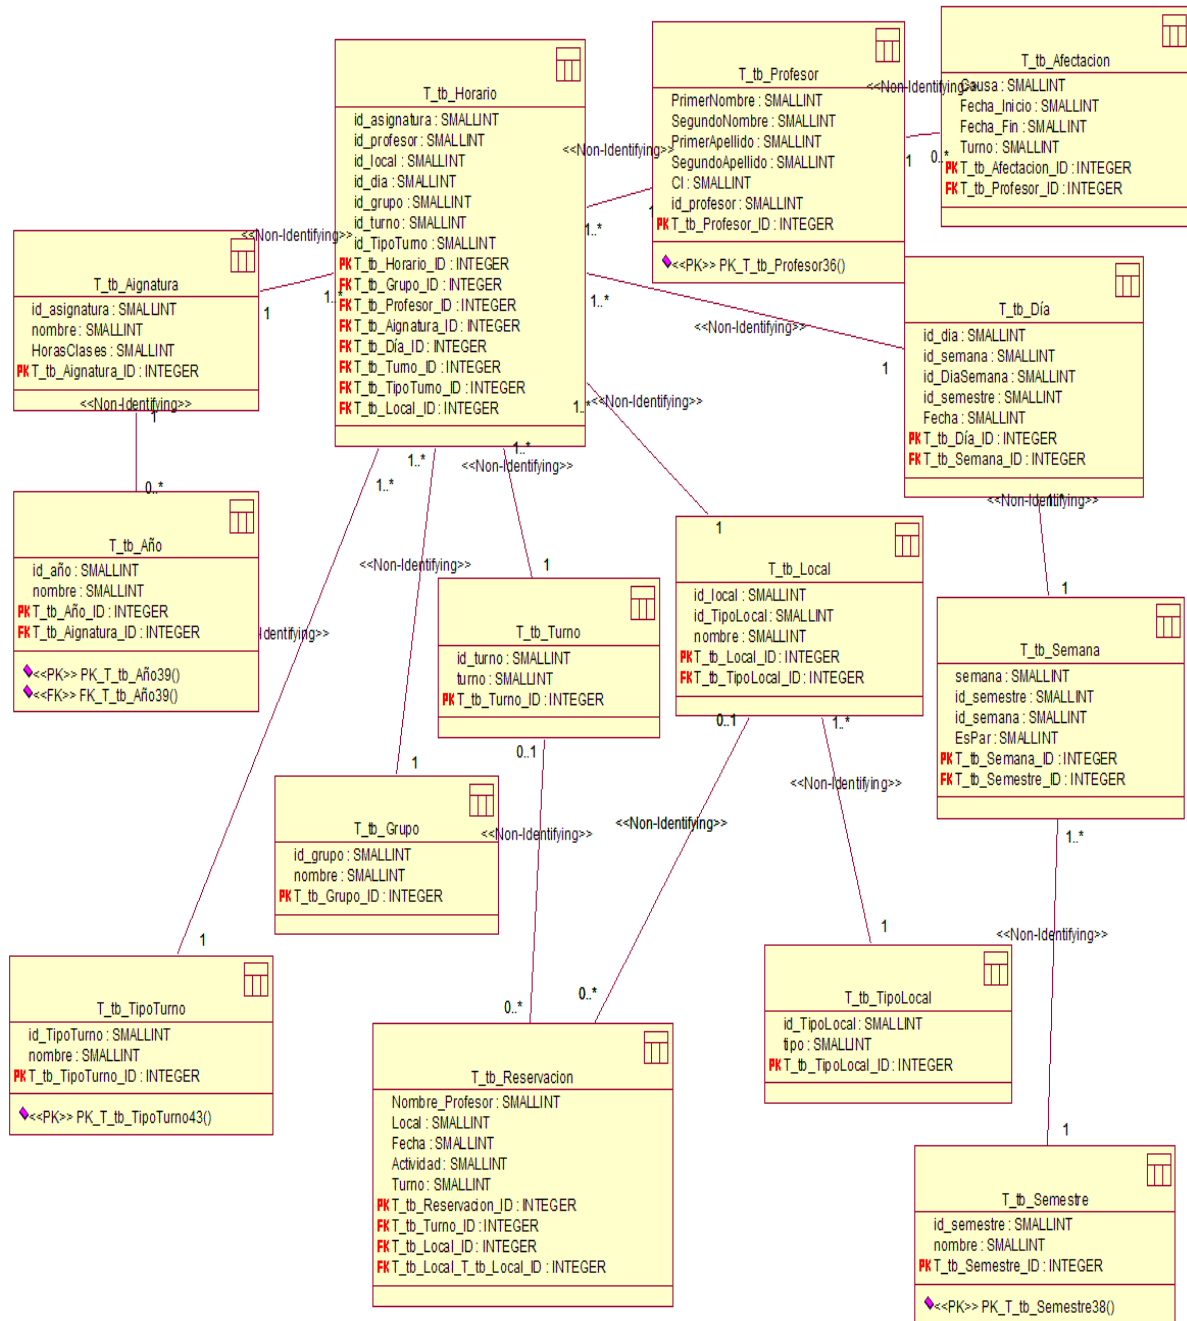 T_tb_Horario
id_asignatura : SMALLINT
id_profesor : SMALLINT
id_local : SMALLINT
id_dia : SMALLINT
id_grupo : SMALLINT
id_turno : SMALLINT
id_TipoTurno : SMALLINT
PK T_tb_Horario_ID : INTEGER
FK T_tb_Grupo_ID : INTEGER
FK T_tb_Profesor_ID : INTEGER
FK T_tb_Aignatura_ID : INTEGER
FK T_tb_Día_ID : INTEGER
FK T_tb_Turno_ID : INTEGER
FK T_tb_TipoTurno_ID : INTEGER
FK T_tb_Local_ID : INTEGER
T_tb_Profesor
PrimerNombre : SMALLINT
SegundoNombre : SMALLINT
PrimerApellido : SMALLINT
SegundoApellido : SMALLINT
CI : SMALLINT
id_profesor : SMALLINT
PK T_tb_Profesor_ID : INTEGER
<<PK>> PK_T_tb_Profesor36()
T_tb_Afectacion
Causa : SMALLINT
Fecha_Inicio : SMALLINT
Fecha_Fin : SMALLINT
Turno : SMALLINT
PK T_tb_Afectacion_ID : INTEGER
FK T_tb_Profesor_ID : INTEGER
<<Non-Identifying>>
1
0..*
<<Non-Identifying>>
1..*
1
<<Non-Identifying>>
1
1..*
<<Non-Identifying>>
1..*
1
T_tb_Aignatura
id_asignatura : SMALLINT
nombre : SMALLINT
HorasClases : SMALLINT
PK T_tb_Aignatura_ID : INTEGER
<<Non-Identifying>>
1
0..*
T_tb_Día
id_dia : SMALLINT
id_semana : SMALLINT
id_DiaSemana : SMALLINT
id_semestre : SMALLINT
Fecha : SMALLINT
PK T_tb_Día_ID : INTEGER
FK T_tb_Semana_ID : INTEGER
<<Non-Identifying>>
1..*
1
T_tb_Año
id_año : SMALLINT
nombre : SMALLINT
PK T_tb_Año_ID : INTEGER
FK T_tb_Aignatura_ID : INTEGER
<<PK>> PK_T_tb_Año39()
<<FK>> FK_T_tb_Año39()
1..*
Identifying>>
1
1..*
<<Non-Identifying>>
1
1..*
<<Non-Identifying>>
1
1..*
<<Non-Identifying>>
1
T_tb_Turno
id_turno : SMALLINT
turno : SMALLINT
PK T_tb_Turno_ID : INTEGER
T_tb_Local
id_local : SMALLINT
id_TipoLocal : SMALLINT
nombre : SMALLINT
PK T_tb_Local_ID : INTEGER
FK T_tb_TipoLocal_ID : INTEGER
T_tb_Semana
semana : SMALLINT
id_semestre : SMALLINT
id_semana : SMALLINT
EsPar : SMALLINT
PK T_tb_Semana_ID : INTEGER
FK T_tb_Semestre_ID : INTEGER
0..1
<<Non-Identifying>>
0..*
0..1
<<Non-Identifying>>
0..*
1..*
<<Non-Identifying>>
1
1..*
<<Non-Identifying>>
1
T_tb_Grupo
id_grupo : SMALLINT
nombre : SMALLINT
PK T_tb_Grupo_ID : INTEGER
T_tb_TipoTurno
id_TipoTurno : SMALLINT
nombre : SMALLINT
PK T_tb_TipoTurno_ID : INTEGER
<<PK>> PK_T_tb_TipoTurno43()
T_tb_Reservacion
Nombre_Profesor : SMALLINT
Local : SMALLINT
Fecha : SMALLINT
Actividad : SMALLINT
Turno : SMALLINT
PK T_tb_Reservacion_ID : INTEGER
FK T_tb_Turno_ID : INTEGER
FK T_tb_Local_ID : INTEGER
FK T_tb_Local_T_tb_Local_ID : INTEGER
T_tb_TipoLocal
id_TipoLocal : SMALLINT
tipo : SMALLINT
PK T_tb_TipoLocal_ID : INTEGER
T_tb_Semestre
id_semestre : SMALLINT
nombre : SMALLINT
PK T_tb_Semestre_ID : INTEGER
<<PK>> PK_T_tb_Semestre38()